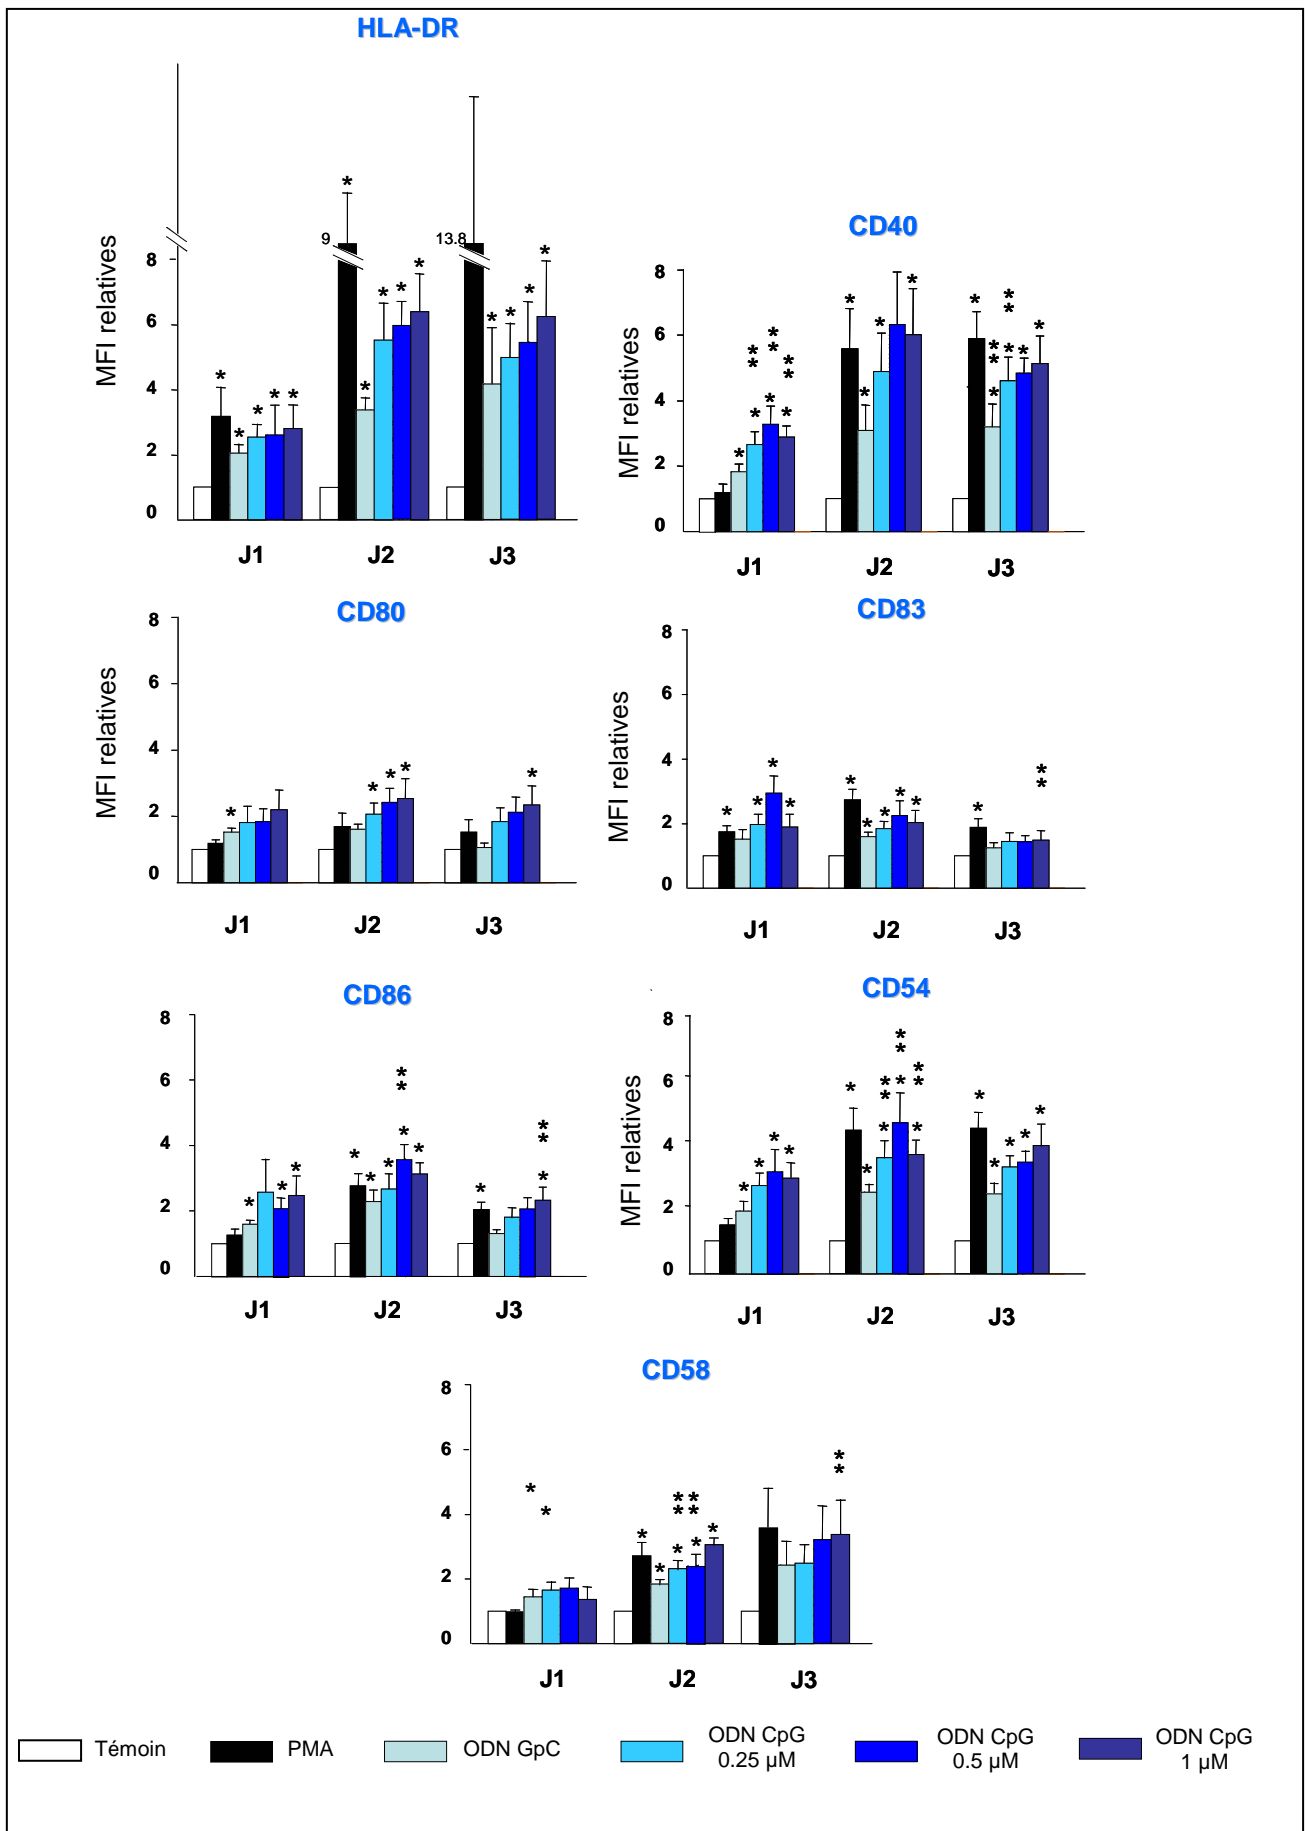 HLA-DR
MFI relatives
8
6
4
2
0
9
13.8
* * * * * *
* * * * *
* * * *
J1 J2 J3
CD40
MFI relatives
8
6
4
2
0
* * * * ** ** **
* * * *
* * * * * ** **
J1 J2 J3
CD80
MFI relatives
8
6
4
2
0
*
* * *
*
J1 J2 J3
CD83
MFI relatives
8
6
4
2
0
* * * *
* * * * *
* **
J1 J2 J3
CD86
8
6
4
2
0
* * *
* * * * * **
* * **
J1 J2 J3
CD54
MFI relatives
8
6
4
2
0
* * * *
* * * * * ** ** **
* * * * *
J1 J2 J3
CD58
8
6
4
2
0
* *
* * * * * ** **
**
J1 J2 J3
Témoin
PMA
ODN GpC
ODN CpG
0.25 µM
ODN CpG
0.5 µM
ODN CpG
1 µM